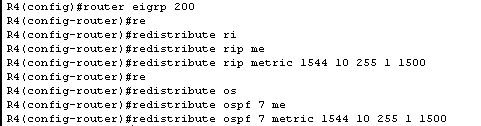 R4(config)#router eigrp 200
R4(config-router)#re
R4(config-router)#redistribute ri
R4(config-router)#redistribute rip me
R4(config-router)#redistribute rip metric 1544 10 255 1 1500
R4(config-router)#re
R4(config-router)#redistribute os
R4(config-router)#redistribute ospf 7 me
R4(config-router)#redistribute ospf 7 metric 1544 10 255 1 1500